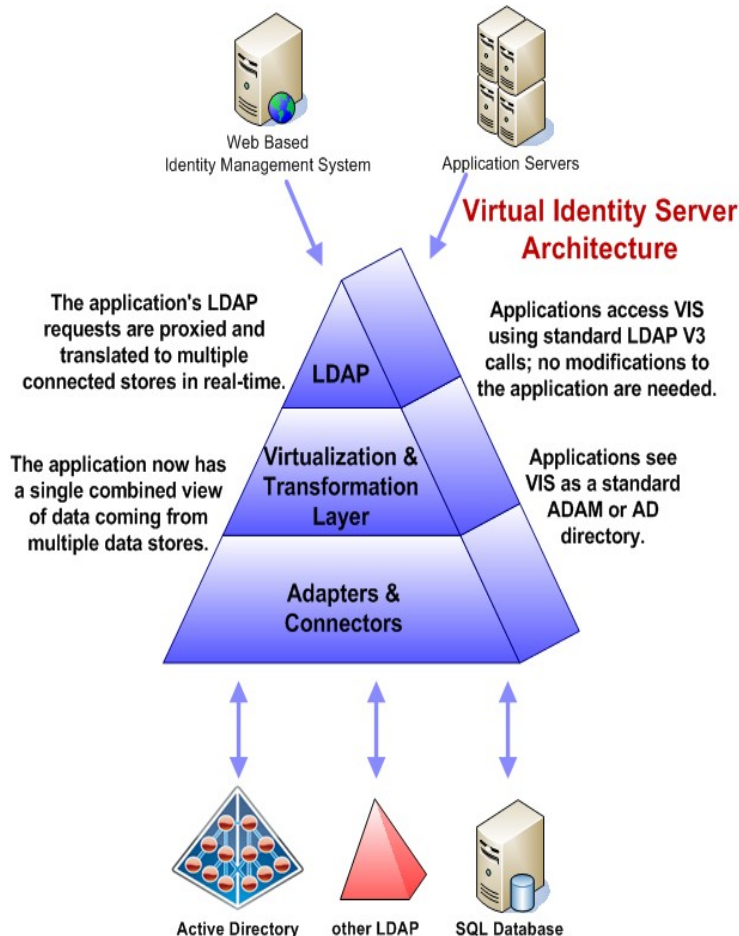 Web Based
Identity Management System
Application Servers
Virtual Identity Server
Architecture
The application's LDAP
requests are proxied and
translated to multiple
connected stores in real-time.
Applications access VIS
using standard LDAP V3
calls; no modifications to
the application are needed.
LDAP
The application now has
a single combined view
of data coming from
multiple data stores.
Virtualization &
Transformation
Layer
Applications see
VIS as a standard
ADAM or AD
directory.
Adapters &
Connectors
Active Directory
other LDAP
SQL Database